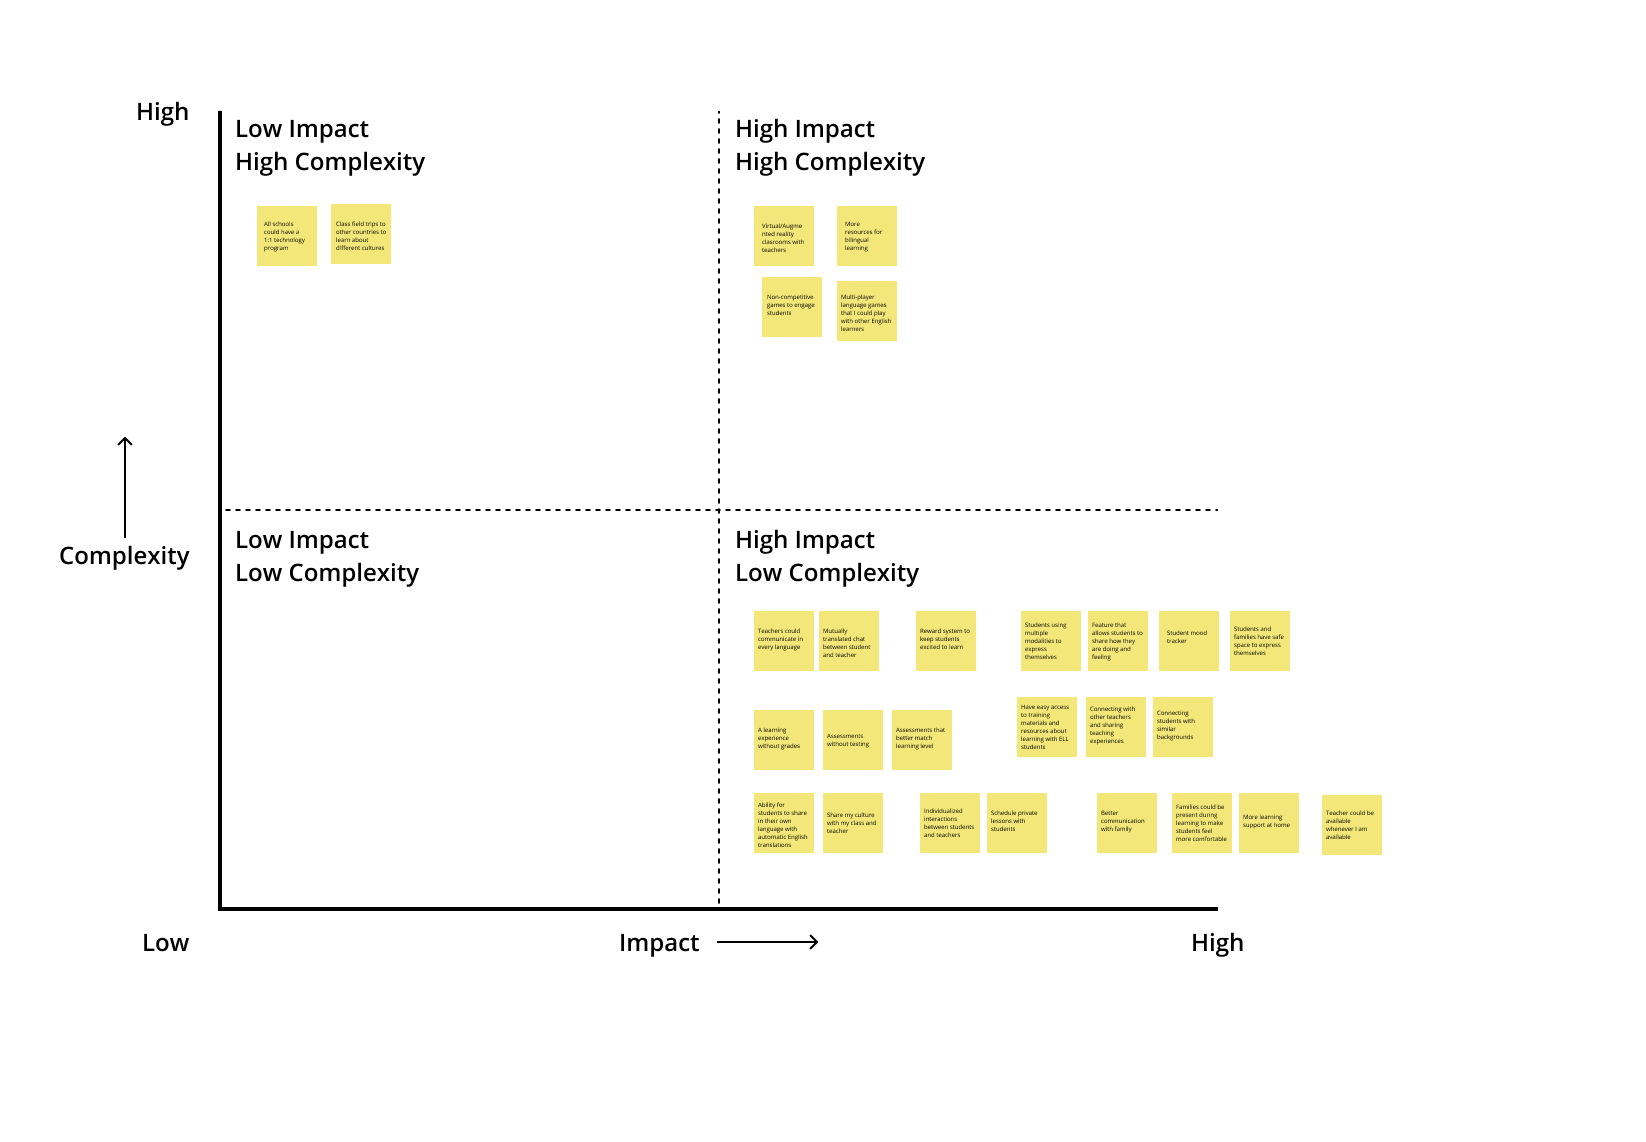 High
Low Impact
High Complexity
All schools
could have a
1:1 technology
program
Class field trips to
other countries to
learn about
different cultures
High Impact
High Complexity
Virtual/Augme
nted reality
clasrooms with
teachers
More
resources for
bilingual
learning
Non-competitive
games to engage
students
Multi-player
language games
that I could play
with other English
learners
Complexity
Low Impact
Low Complexity
High Impact
Low Complexity
Teachers could
communicate in
every language
Mutually
translated chat
between student
and teacher
Reward system to
keep students
excited to learn
Students using
multiple
modalities to
express
themselves
Feature that
allows students to
share how they
are doing and
feeling
Student mood
tracker
Students and
families have safe
space to express
themselves
A learning
experience
without grades
Assessments
without testing
Assessments that
better match
learning level
Have easy access
to training
materials and
resources about
learning with ELL
students
Connecting with
other teachers
and sharing
teaching
experiences
Connecting
students with
similar
backgrounds
Ability for
students to share
in their own
language with
automatic English
translations
Share my culture
with my class and
teacher
Individualized
interactions
between students
and teachers
Schedule private
lessons with
students
Better
communication
with family
Families could be
present during
learning to make
students feel
more comfortable
More learning
support at home
Teacher could be
available
whenever I am
available
Low
Impact
High